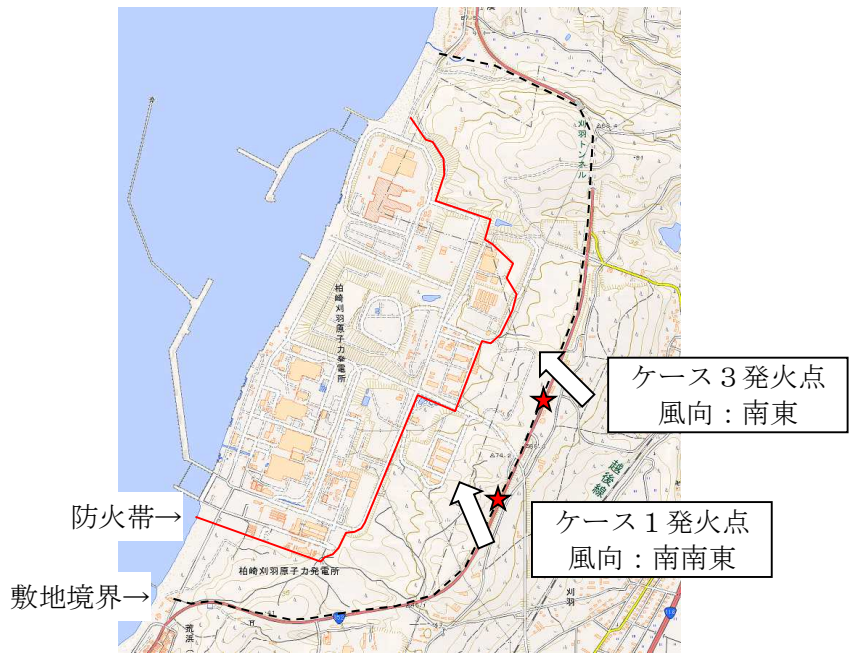 刈羽トンネル
柏崎刈羽原子力発電所
ケース3発火点
風向:南東
越後線
防火帯→
ケース1発火点
風向:南南東
柏崎刈羽原子力発電所
敷地境界→
刈羽
荒浜